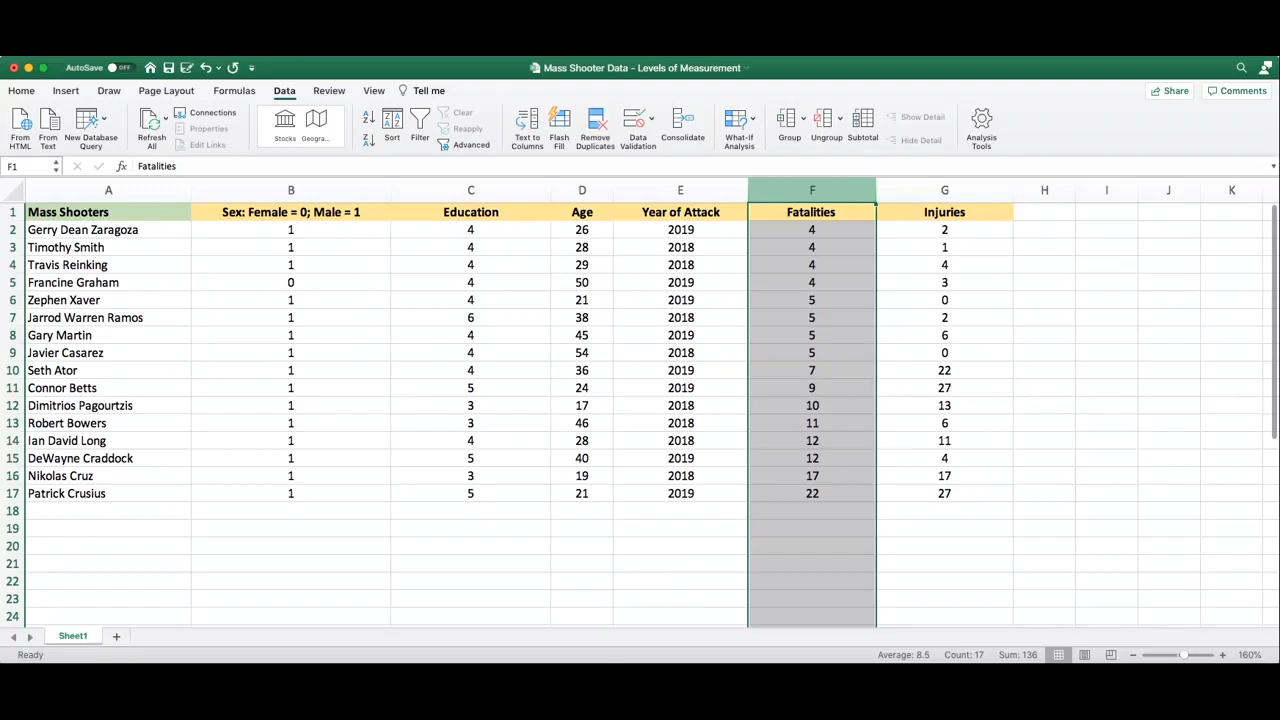 AutoSave OFF Mass Shooter Data - Levels of Measurement
Home Insert Draw Page Layout Formulas Data Review View Tell me Share Comments
From HTML From Text New Database Query Refresh All Connections Properties Edit Links Stocks Geogra... Sort Filter Clear Reapply Advanced Text to Columns Flash Fill Remove Duplicates Data Validation Consolidate What-If Analysis Group Ungroup Subtotal Show Detail Hide Detail Analysis Tools
F1 fx Fatalities
A B C D E F G H I J K
1 Mass Shooters Sex: Female = 0; Male = 1 Education Age Year of Attack Fatalities Injuries
2 Gerry Dean Zaragoza 1 4 26 2019 4 2
3 Timothy Smith 1 4 28 2018 4 1
4 Travis Reinking 1 4 29 2018 4 4
5 Francine Graham 0 4 50 2019 4 3
6 Zephen Xaver 1 4 21 2019 5 0
7 Jarrod Warren Ramos 1 6 38 2018 5 2
8 Gary Martin 1 4 45 2019 5 6
9 Javier Casarez 1 4 54 2018 5 0
10 Seth Ator 1 4 36 2019 7 22
11 Connor Betts 1 5 24 2019 9 27
12 Dimitrios Pagourtzis 1 3 17 2018 10 13
13 Robert Bowers 1 3 46 2018 11 6
14 Ian David Long 1 4 28 2018 12 11
15 DeWayne Craddock 1 5 40 2019 12 4
16 Nikolas Cruz 1 3 19 2018 17 17
17 Patrick Crusius 1 5 21 2019 22 27
18
19
20
21
22
23
24
Sheet1 +
Ready Average: 8.5 Count: 17 Sum: 136 160%